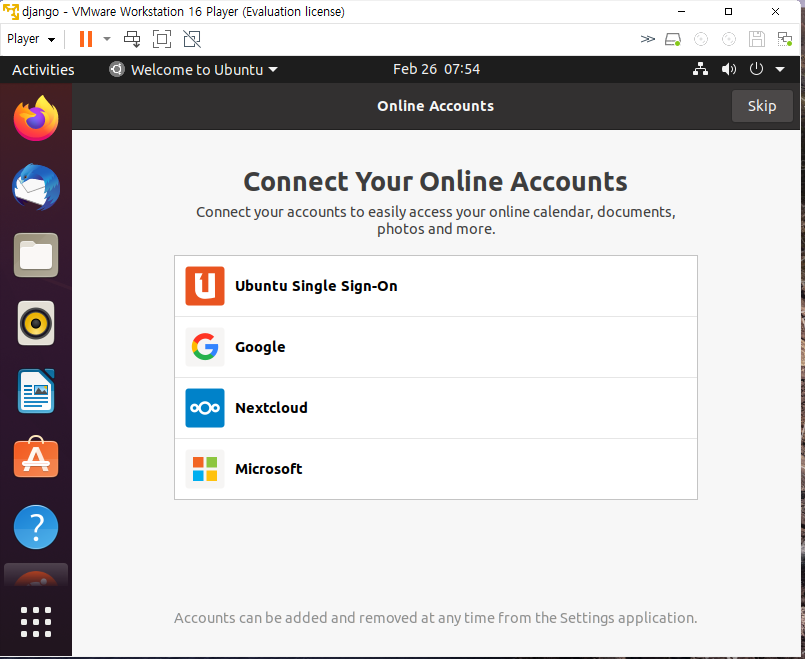 django - VMware Workstation 16 Player (Evaluation license)
Player
Activities
Welcome to Ubuntu
Feb 26 07:54
Online Accounts
Skip
Connect Your Online Accounts
Connect your accounts to easily access your online calendar, documents,
photos and more.
Ubuntu Single Sign-On
Google
Nextcloud
Microsoft
Accounts can be added and removed at any time from the Settings application.